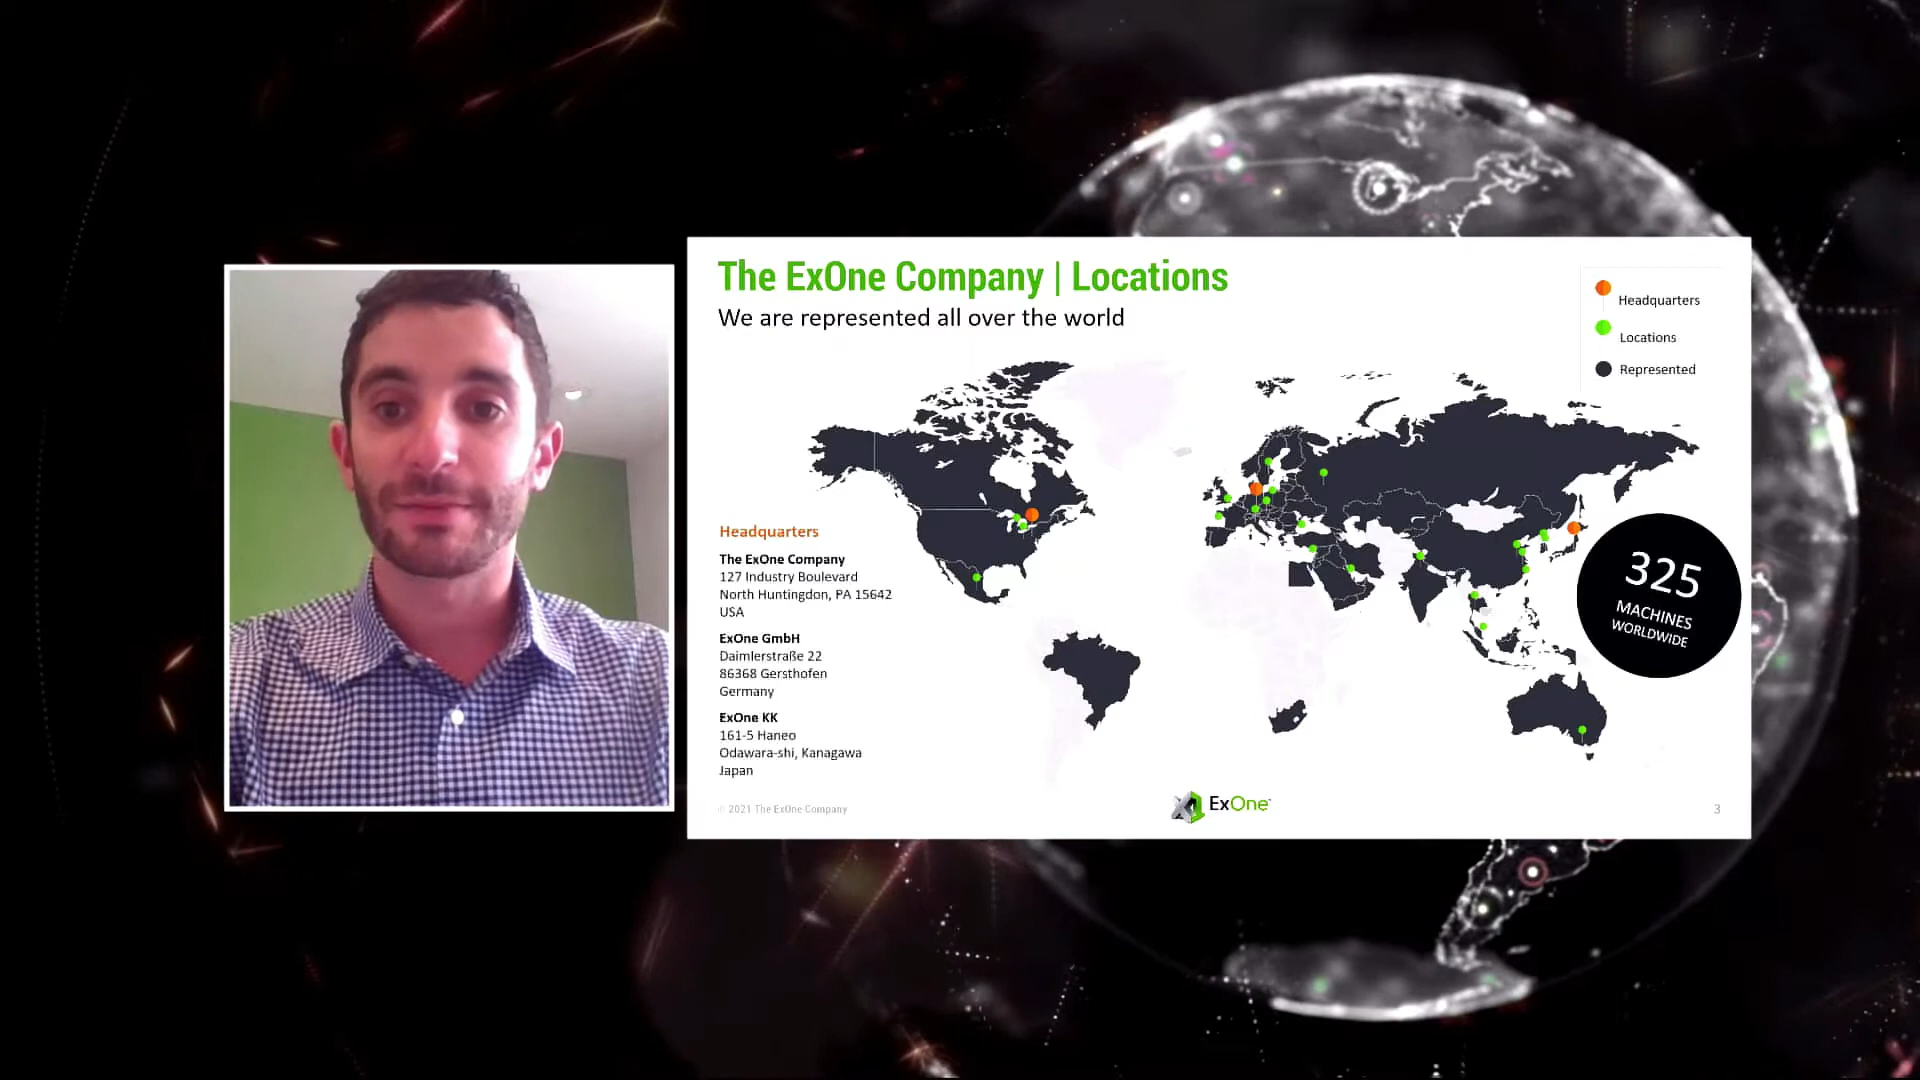 The ExOne Company | Locations
We are represented all over the world
Headquarters
Locations
Represented
Headquarters
The ExOne Company
127 Industry Boulevard
North Huntingdon, PA 15642
USA
ExOne GmbH
Daimlerstraße 22
86368 Gersthofen
Germany
ExOne KK
161-5 Haneo
Odawara-shi, Kanagawa
Japan
325
MACHINES
WORLDWIDE
© 2021 The ExOne Company
ExOne
3